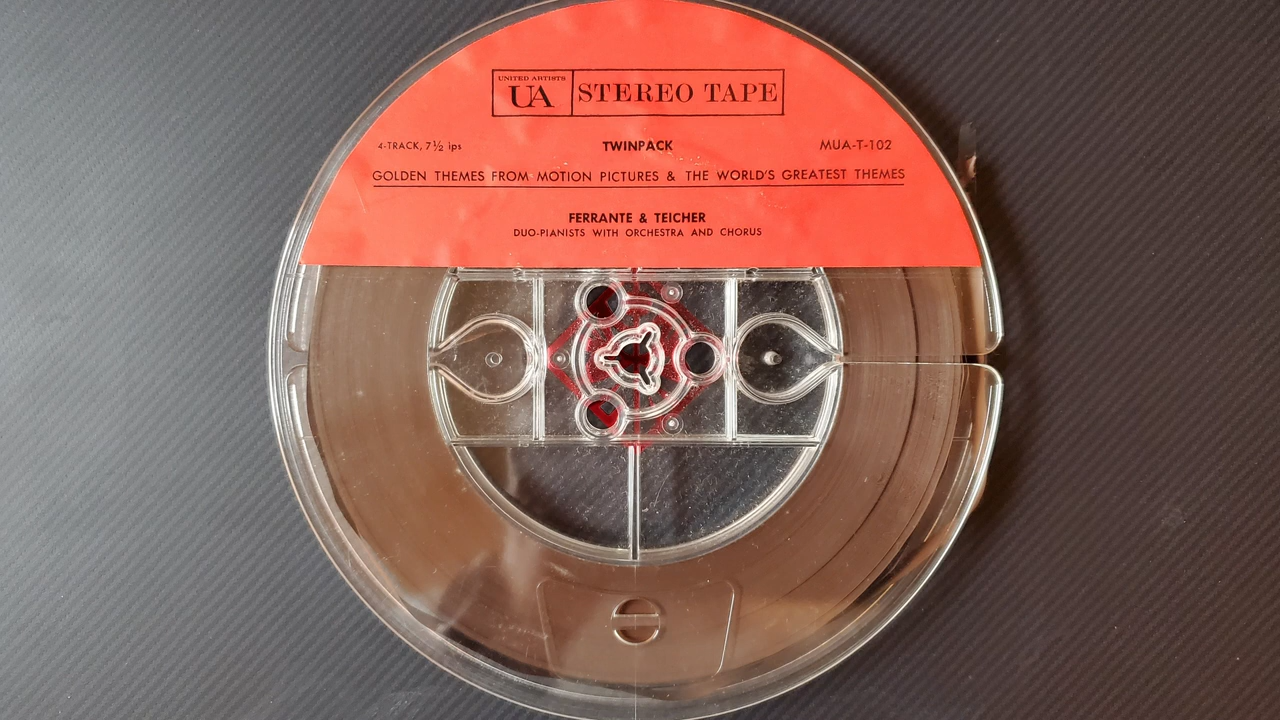 UNITED ARTISTS
UA STEREO TAPE
4-TRACK, 7½ ips TWINPACK MUA-T-102
GOLDEN THEMES FROM MOTION PICTURES & THE WORLD'S GREATEST THEMES
FERRANTE & TEICHER
DUO-PIANISTS WITH ORCHESTRA AND CHORUS